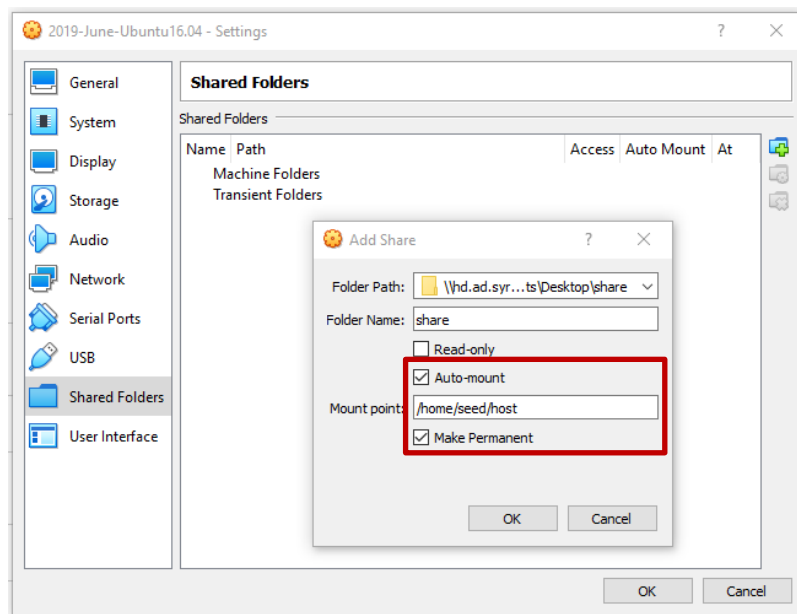 2019-June-Ubuntu16.04 - Settings ? ×
General
System
Display
Storage
Audio
Network
Serial Ports
USB
Shared Folders
User Interface
Shared Folders
Shared Folders
Name Path Access Auto Mount At
Machine Folders
Transient Folders
Add Share ? ×
Folder Path: \\hd.ad.syr...ts\Desktop\share
Folder Name: share
Read-only
Auto-mount
Mount point: /home/seed/host
Make Permanent
OK Cancel
OK Cancel